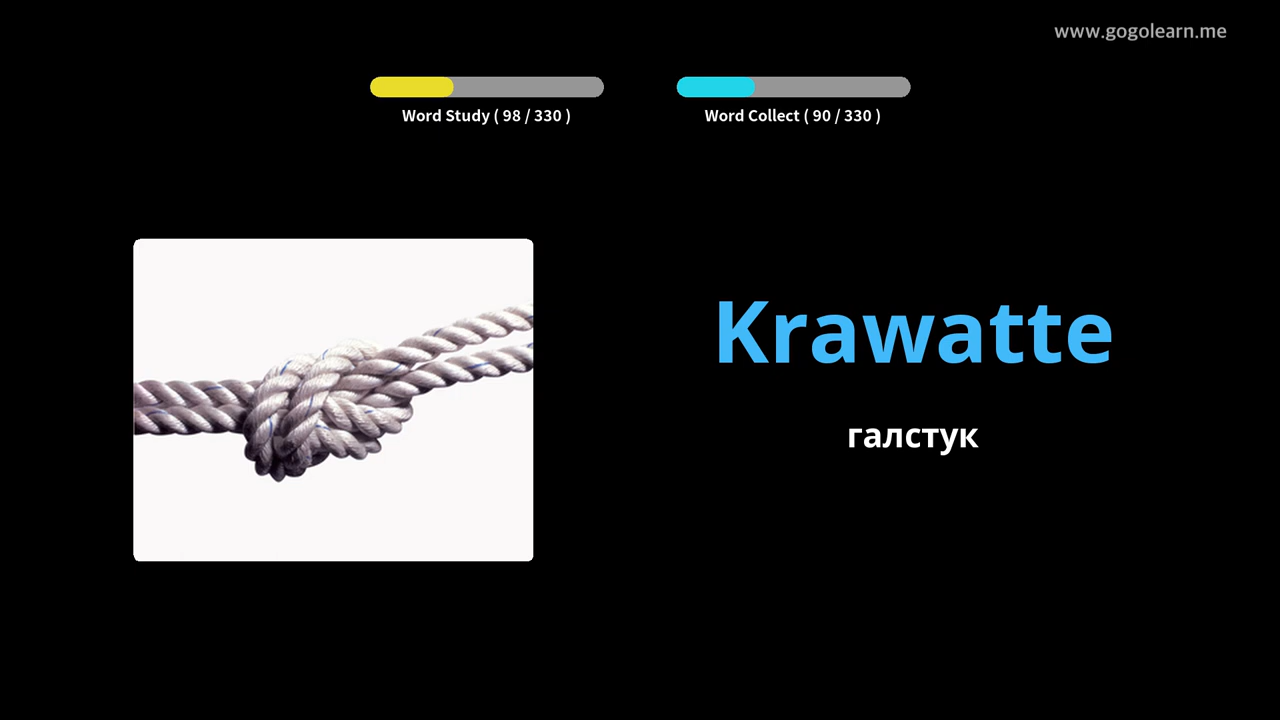 www.gogolearn.me
Word Study ( 98 / 330 )
Word Collect ( 90 / 330 )
Krawatte
галстук